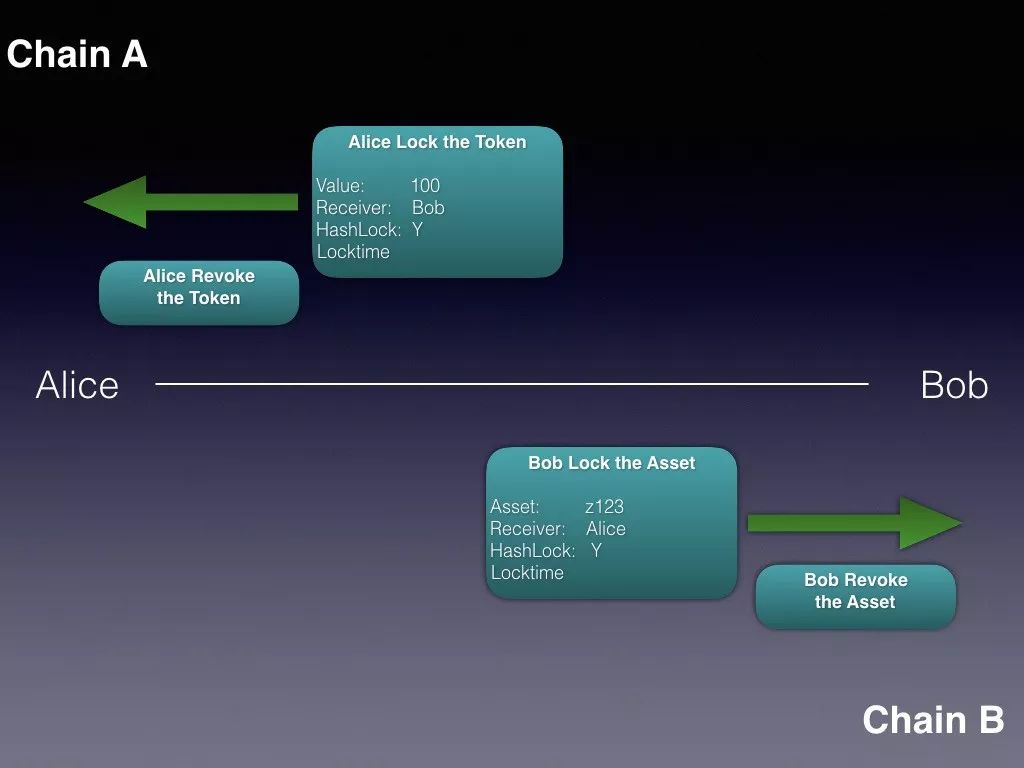 Chain A
Alice Lock the Token
Value: 100
Receiver: Bob
HashLock: Y
Locktime
Alice Revoke
the Token
Alice
Bob
Bob Lock the Asset
Asset: z123
Receiver: Alice
HashLock: Y
Locktime
Bob Revoke
the Asset
Chain B